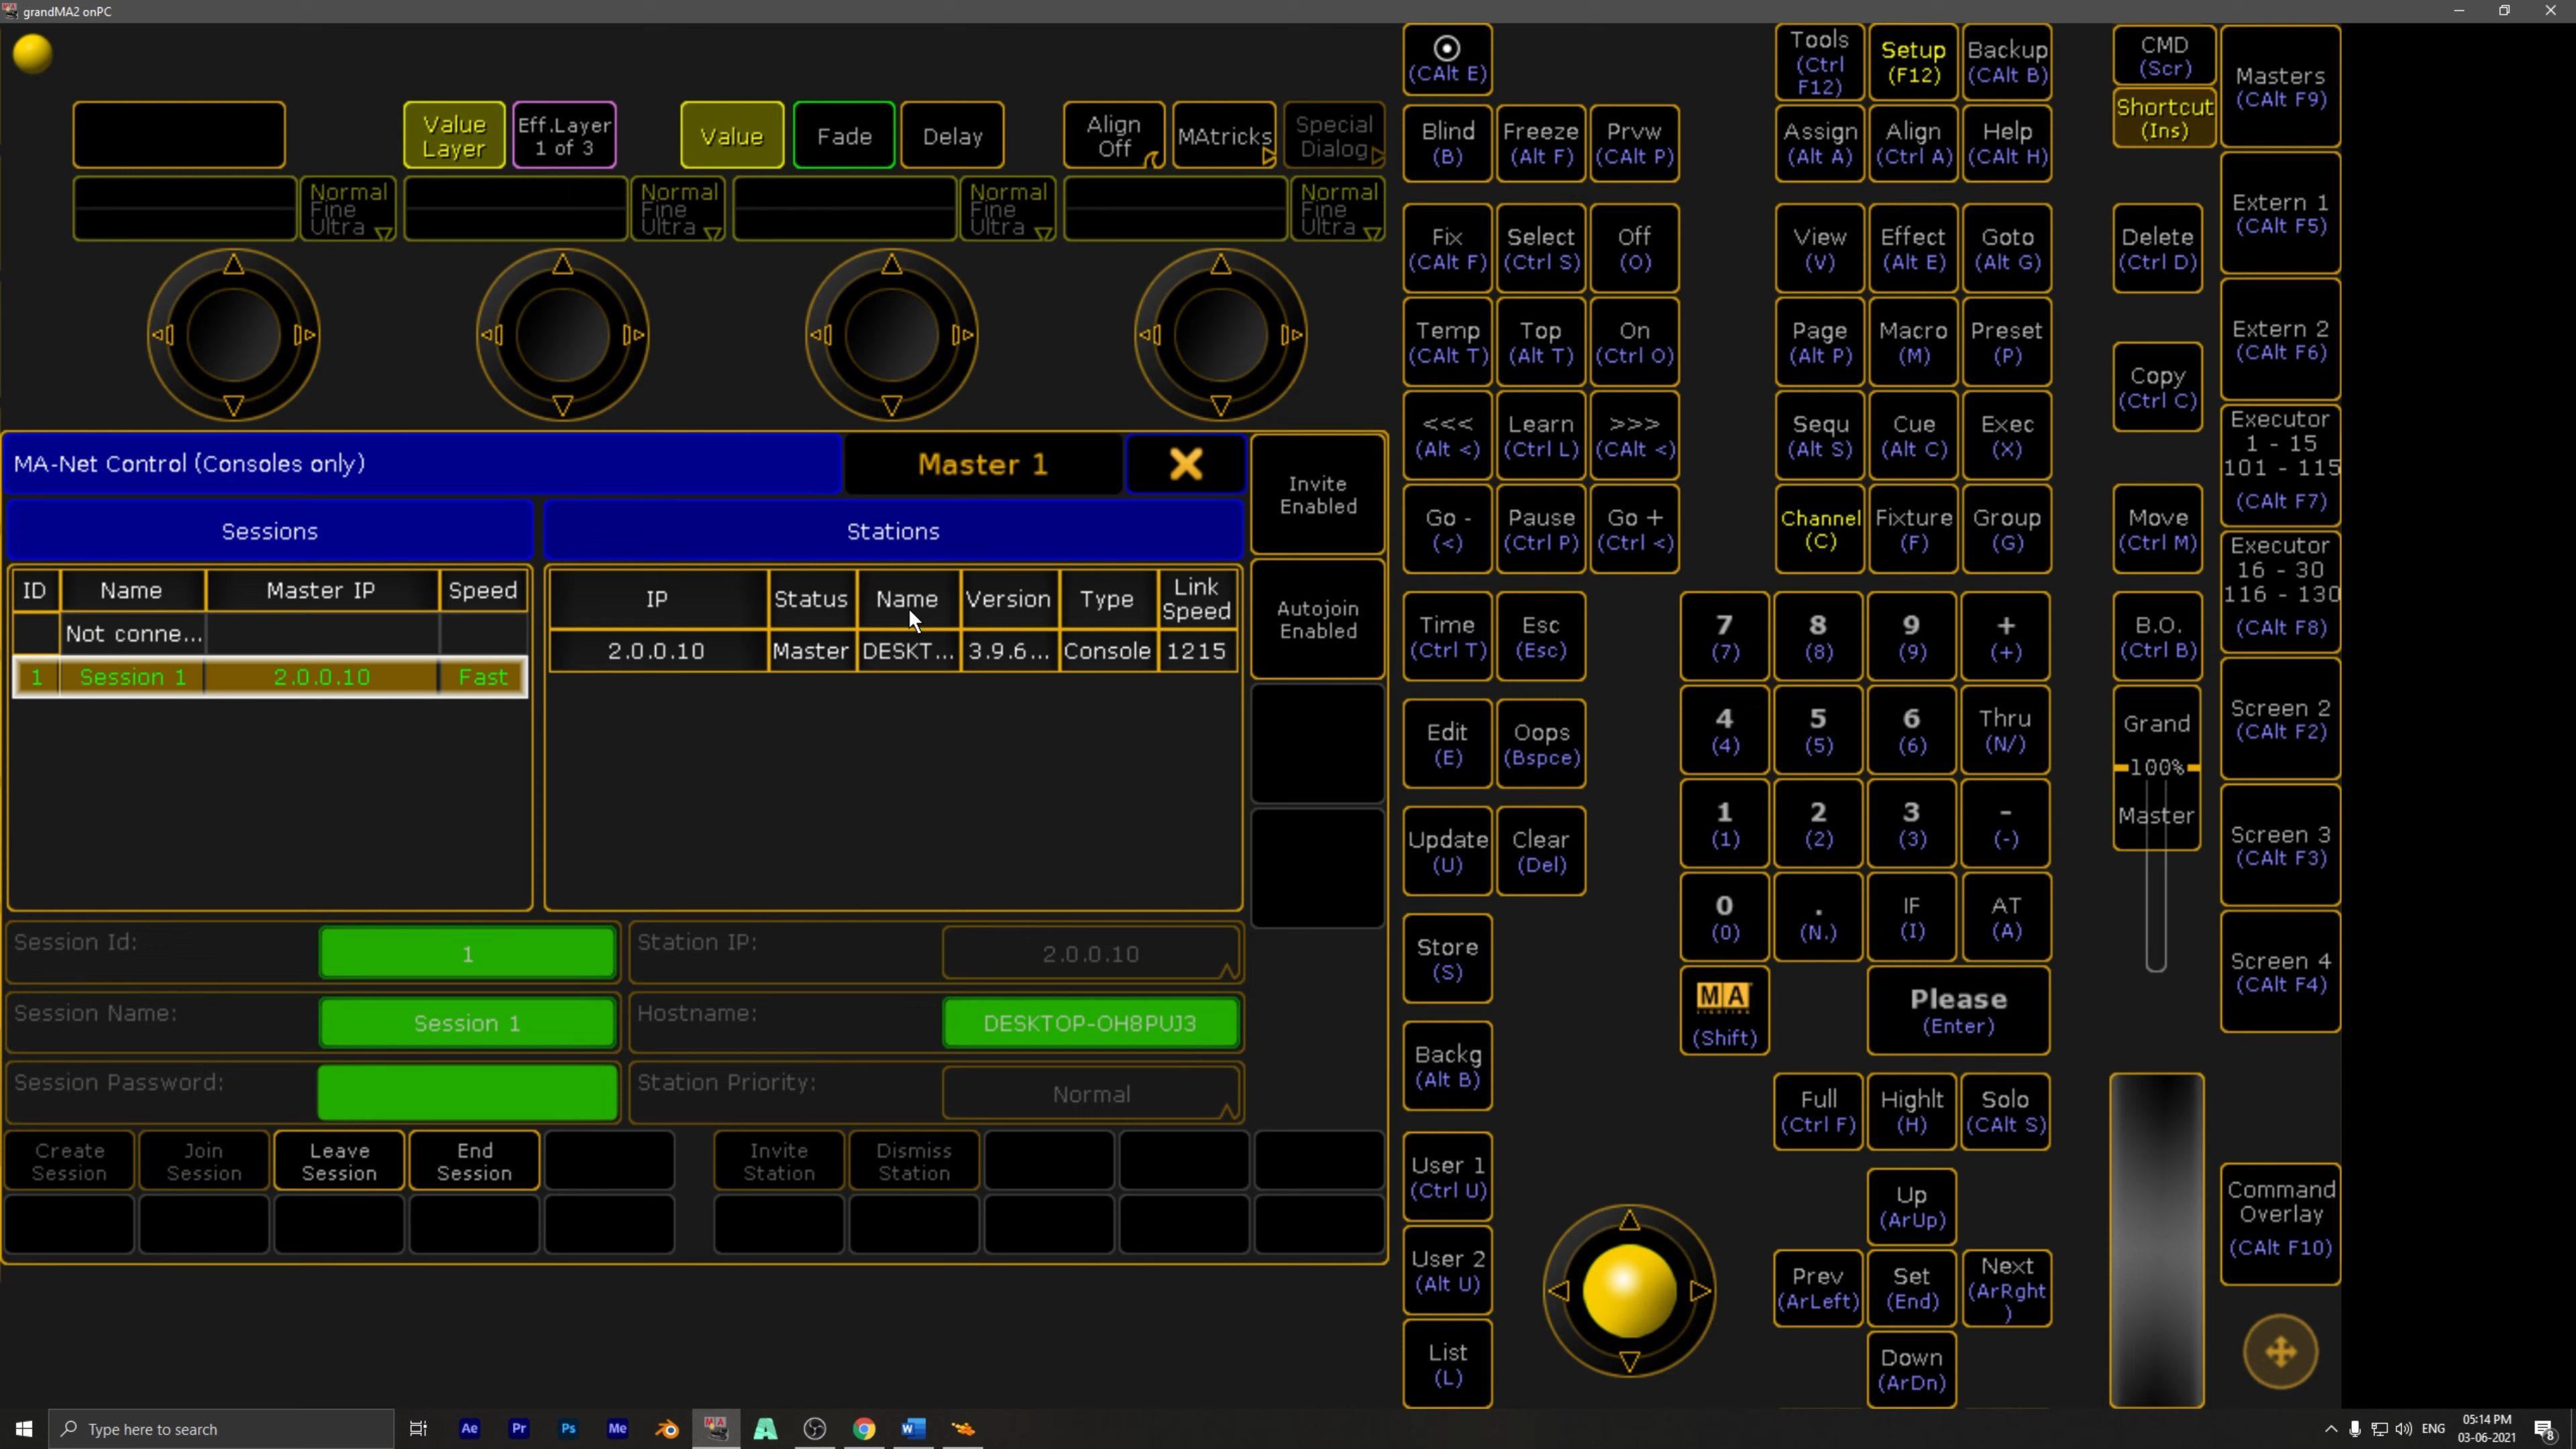 grandMA2 onPC
Value
Layer
Eff.Layer
1 of 3
Value
Fade
Delay
Align
Off
MAtricks
Special
Dialog
Normal
Fine
Ultra
Normal
Fine
Ultra
Normal
Fine
Ultra
Normal
Fine
Ultra
MA-Net Control (Consoles only)
Master 1
Invite
Enabled
Autojoin
Enabled
Sessions
Stations
ID Name Master IP Speed
Not conne...
1 Session 1 2.0.0.10 Fast
IP Status Name Version Type Link
Speed
2.0.0.10 Master DESKT... 3.9.6... Console 1215
Session Id: 1
Station IP: 2.0.0.10
Session Name: Session 1
Hostname: DESKTOP-OH8PUJ3
Session Password:
Station Priority: Normal
Create
Session
Join
Session
Leave
Session
End
Session
Invite
Station
Dismiss
Station
(CAlt E)
Blind
(B)
Freeze
(Alt F)
Prvw
(CAlt P)
Fix
(CAlt F)
Select
(Ctrl S)
Off
(O)
Temp
(CAlt T)
Top
(Alt T)
On
(Ctrl O)
<<<
(Alt <)
Learn
(Ctrl L)
>>>
(CAlt <)
Go -
(<)
Pause
(Ctrl P)
Go +
(Ctrl <)
Time
(Ctrl T)
Esc
(Esc)
Edit
(E)
Oops
(Bspce)
Update
(U)
Clear
(Del)
Store
(S)
Backg
(Alt B)
User 1
(Ctrl U)
User 2
(Alt U)
List
(L)
Tools
(Ctrl
F12)
Setup
(F12)
Backup
(CAlt B)
Assign
(Alt A)
Align
(Ctrl A)
Help
(CAlt H)
View
(V)
Effect
(Alt E)
Goto
(Alt G)
Page
(Alt P)
Macro
(M)
Preset
(P)
Sequ
(Alt S)
Cue
(Alt C)
Exec
(X)
Channel
(C)
Fixture
(F)
Group
(G)
7
(7)
8
(8)
9
(9)
+
(+)
4
(4)
5
(5)
6
(6)
Thru
(N/)
1
(1)
2
(2)
3
(3)
-
(-)
0
(0)
.
(N.)
IF
(I)
AT
(A)
MA
LIGHTING
(Shift)
Please
(Enter)
Full
(Ctrl F)
Highlt
(H)
Solo
(CAlt S)
Up
(ArUp)
Prev
(ArLeft)
Set
(End)
Next
(ArRght
)
Down
(ArDn)
CMD
(Scr)
Shortcut
(Ins)
Delete
(Ctrl D)
Copy
(Ctrl C)
Move
(Ctrl M)
B.O.
(Ctrl B)
Grand
100%
Master
Masters
(CAlt F9)
Extern 1
(CAlt F5)
Extern 2
(CAlt F6)
Executor
1 - 15
101 - 115
(CAlt F7)
Executor
16 - 30
116 - 130
(CAlt F8)
Screen 2
(CAlt F2)
Screen 3
(CAlt F3)
Screen 4
(CAlt F4)
Command
Overlay
(CAlt F10)
Type here to search
Ae
Pr
Ps
Me
ENG
05:14 PM
03-06-2021
8